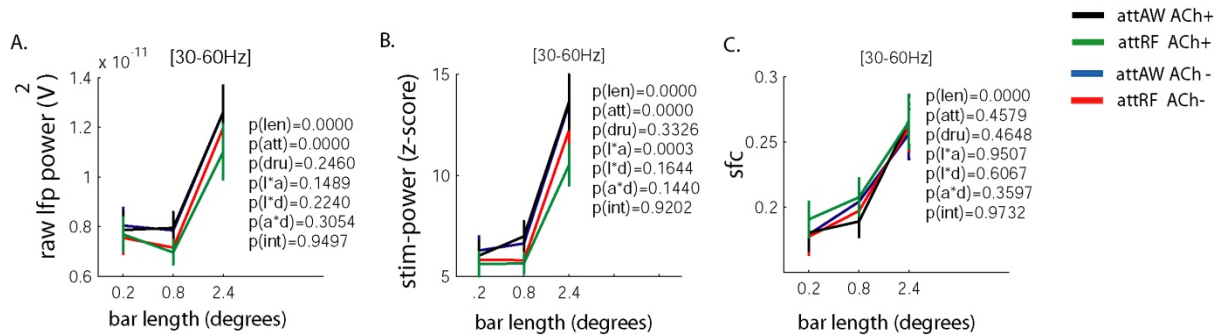 A.
[30-60Hz]
x 10-11
raw lfp power (V2)
1.4
1.2
1.0
0.8
0.6
0.2 0.8 2.4
bar length (degrees)
p(len)=0.0000
p(att)=0.0000
p(dru)=0.2460
p(l*a)=0.1489
p(l*d)=0.2240
p(a*d)=0.3054
p(int)=0.9497
B.
[30-60Hz]
stim-power (z-score)
15
10
5
.2 0.8 2.4
bar length (degrees)
p(len)=0.0000
p(att)=0.0000
p(dru)=0.3326
p(l*a)=0.0003
p(l*d)=0.1644
p(a*d)=0.1440
p(int)=0.9202
C.
[30-60Hz]
sfc
0.3
0.25
0.2
0.2 0.8 2.4
bar length (degrees)
p(len)=0.0000
p(att)=0.4579
p(dru)=0.4648
p(l*a)=0.9507
p(l*d)=0.6067
p(a*d)=0.3597
p(int)=0.9732
attAW ACh+
attRF ACh+
attAW ACh -
attRF ACh-